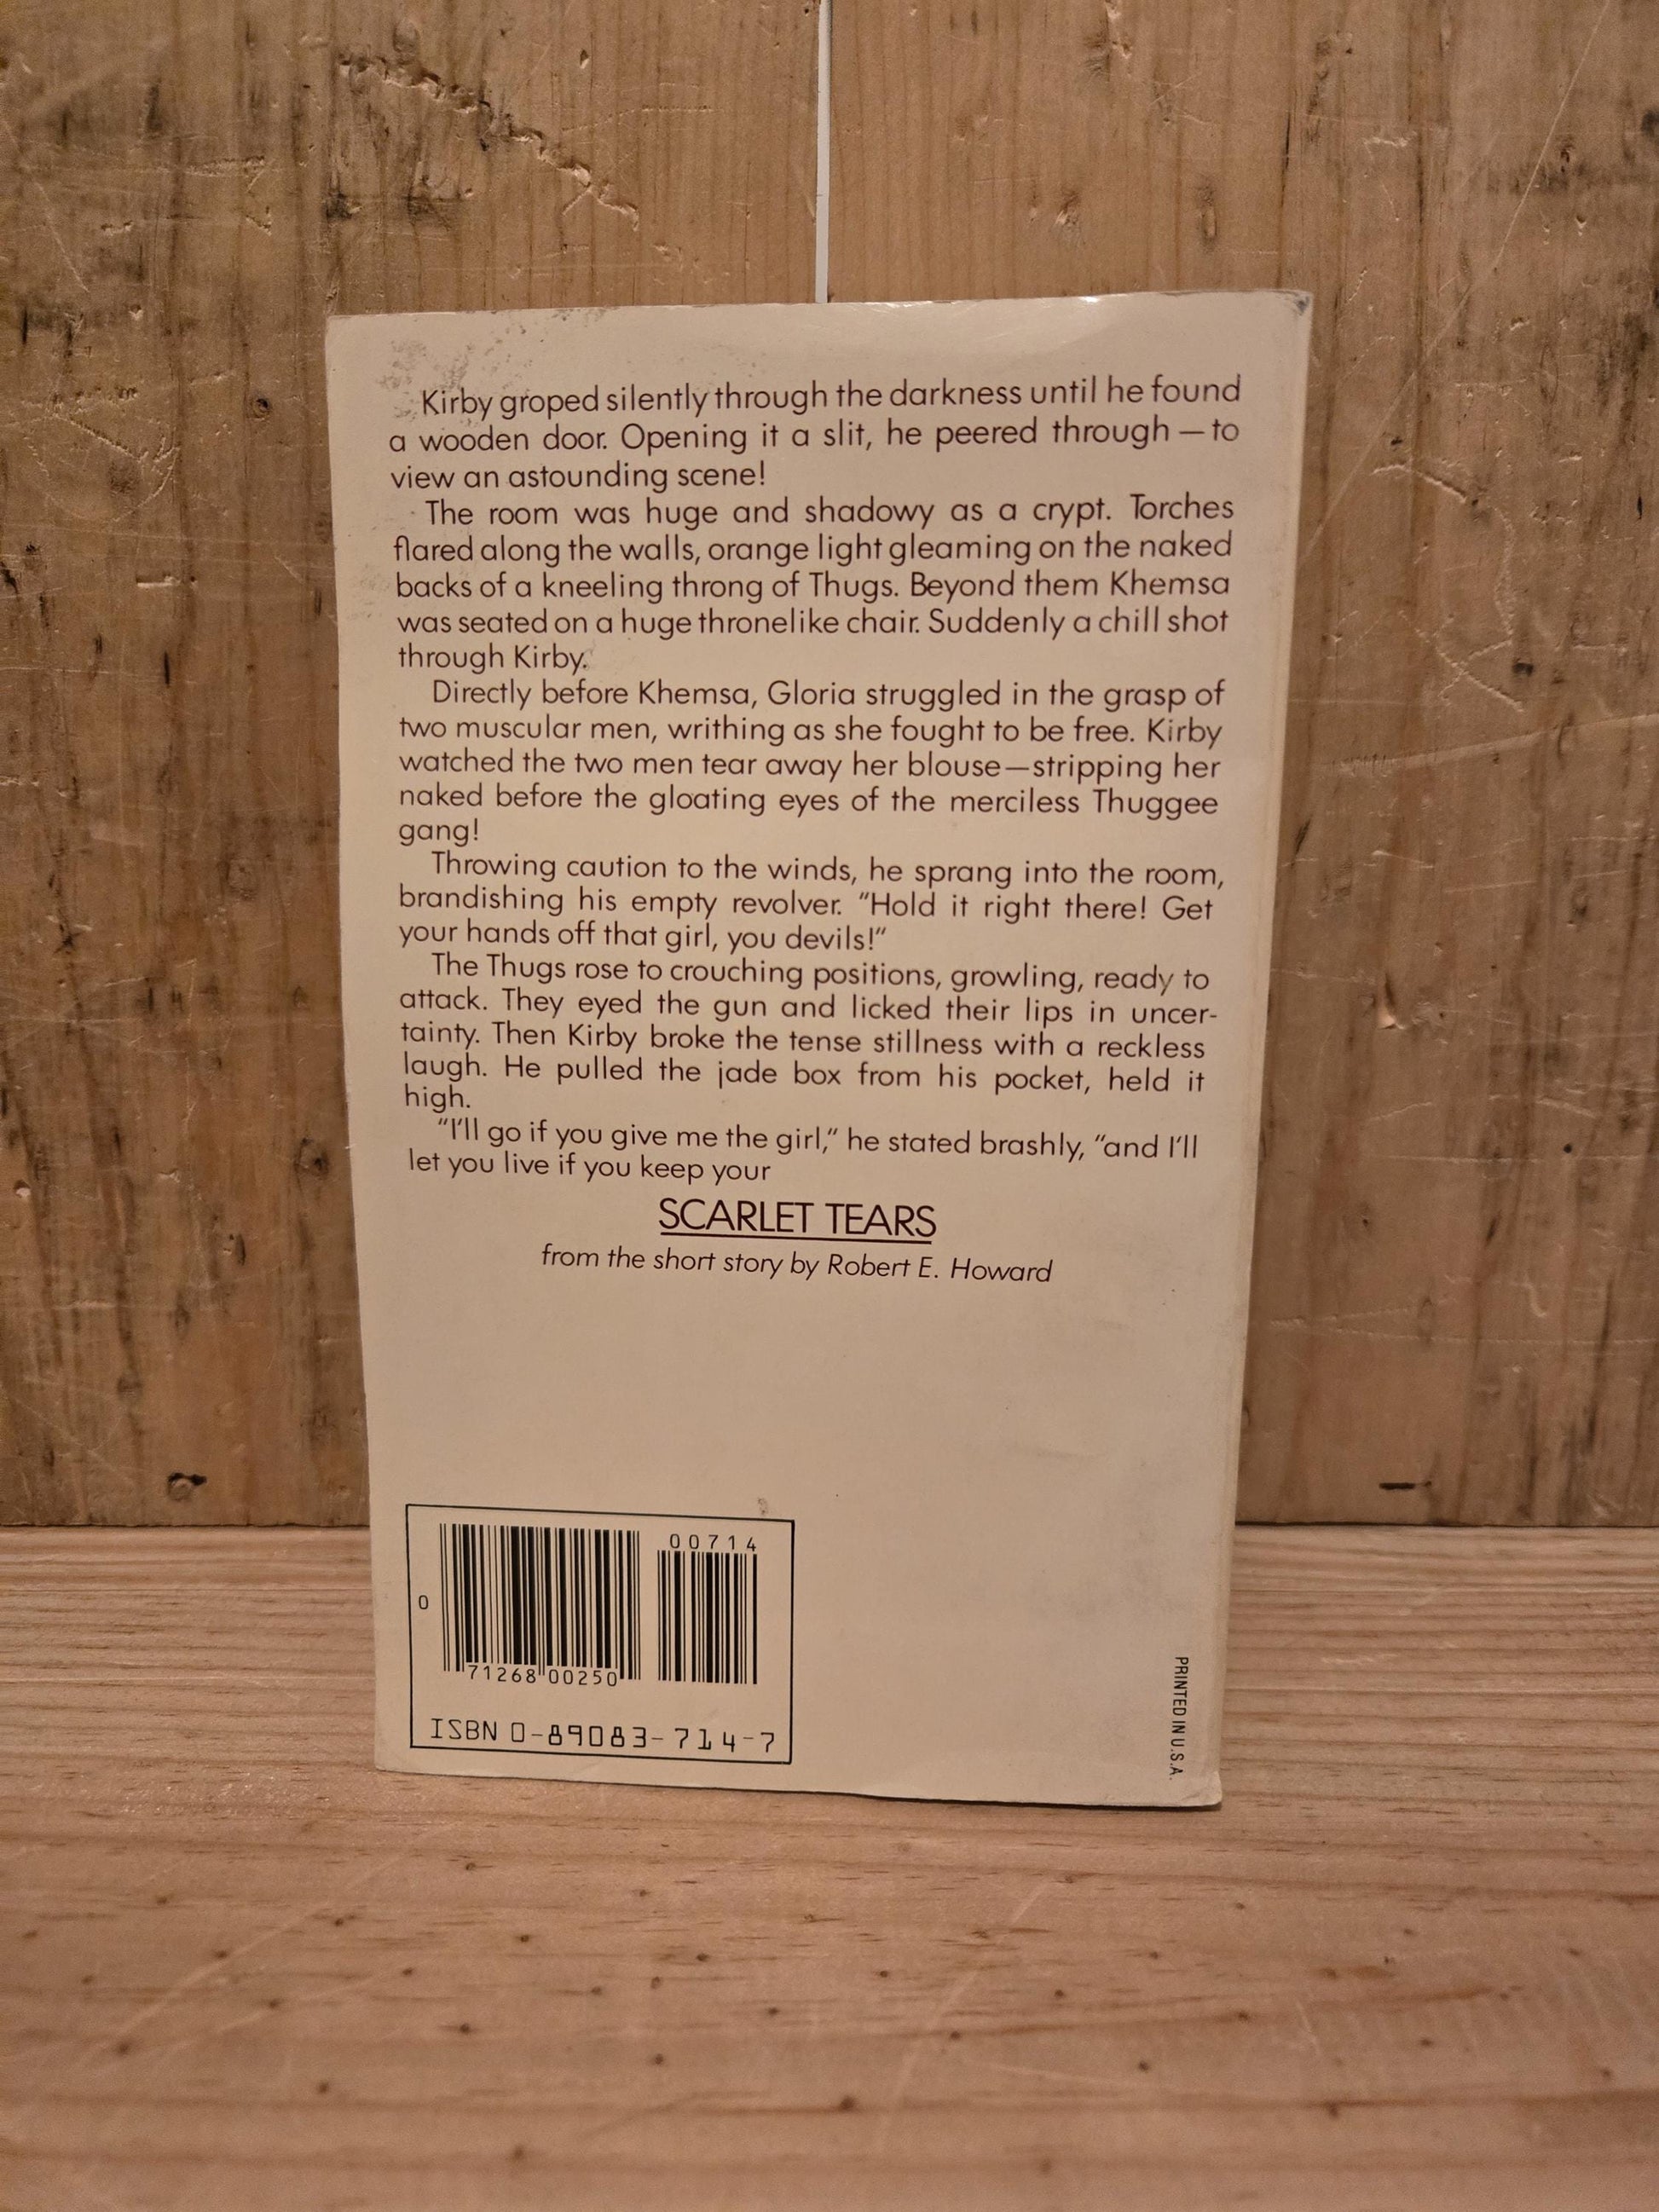 Kirby groped silently through the darkness until he found
a wooden door. Opening it a slit, he peered through — to
view an astounding scene!
The room was huge and shadowy as a crypt. Torches
flared along the walls, orange light gleaming on the naked
backs of a kneeling throng of Thugs. Beyond them Khemsa
was seated on a huge thronelike chair. Suddenly a chill shot
through Kirby.
Directly before Khemsa, Gloria struggled in the grasp of
two muscular men, writhing as she fought to be free. Kirby
watched the two men tear away her blouse—stripping her
naked before the gloating eyes of the merciless Thuggee
gang!
Throwing caution to the winds, he sprang into the room,
brandishing his empty revolver. "Hold it right there! Get
your hands off that girl, you devils!"
The Thugs rose to crouching positions, growling, ready to
attack. They eyed the gun and licked their lips in uncer-
tainty. Then Kirby broke the tense stillness with a reckless
laugh. He pulled the jade box from his pocket, held it
high.
"I'll go if you give me the girl," he stated brashly, "and I'll
let you live if you keep your
SCARLET TEARS
from the short story by Robert E. Howard
00714
0
71268 00250
ISBN 0-89083-714-7
PRINTED IN U.S.A.